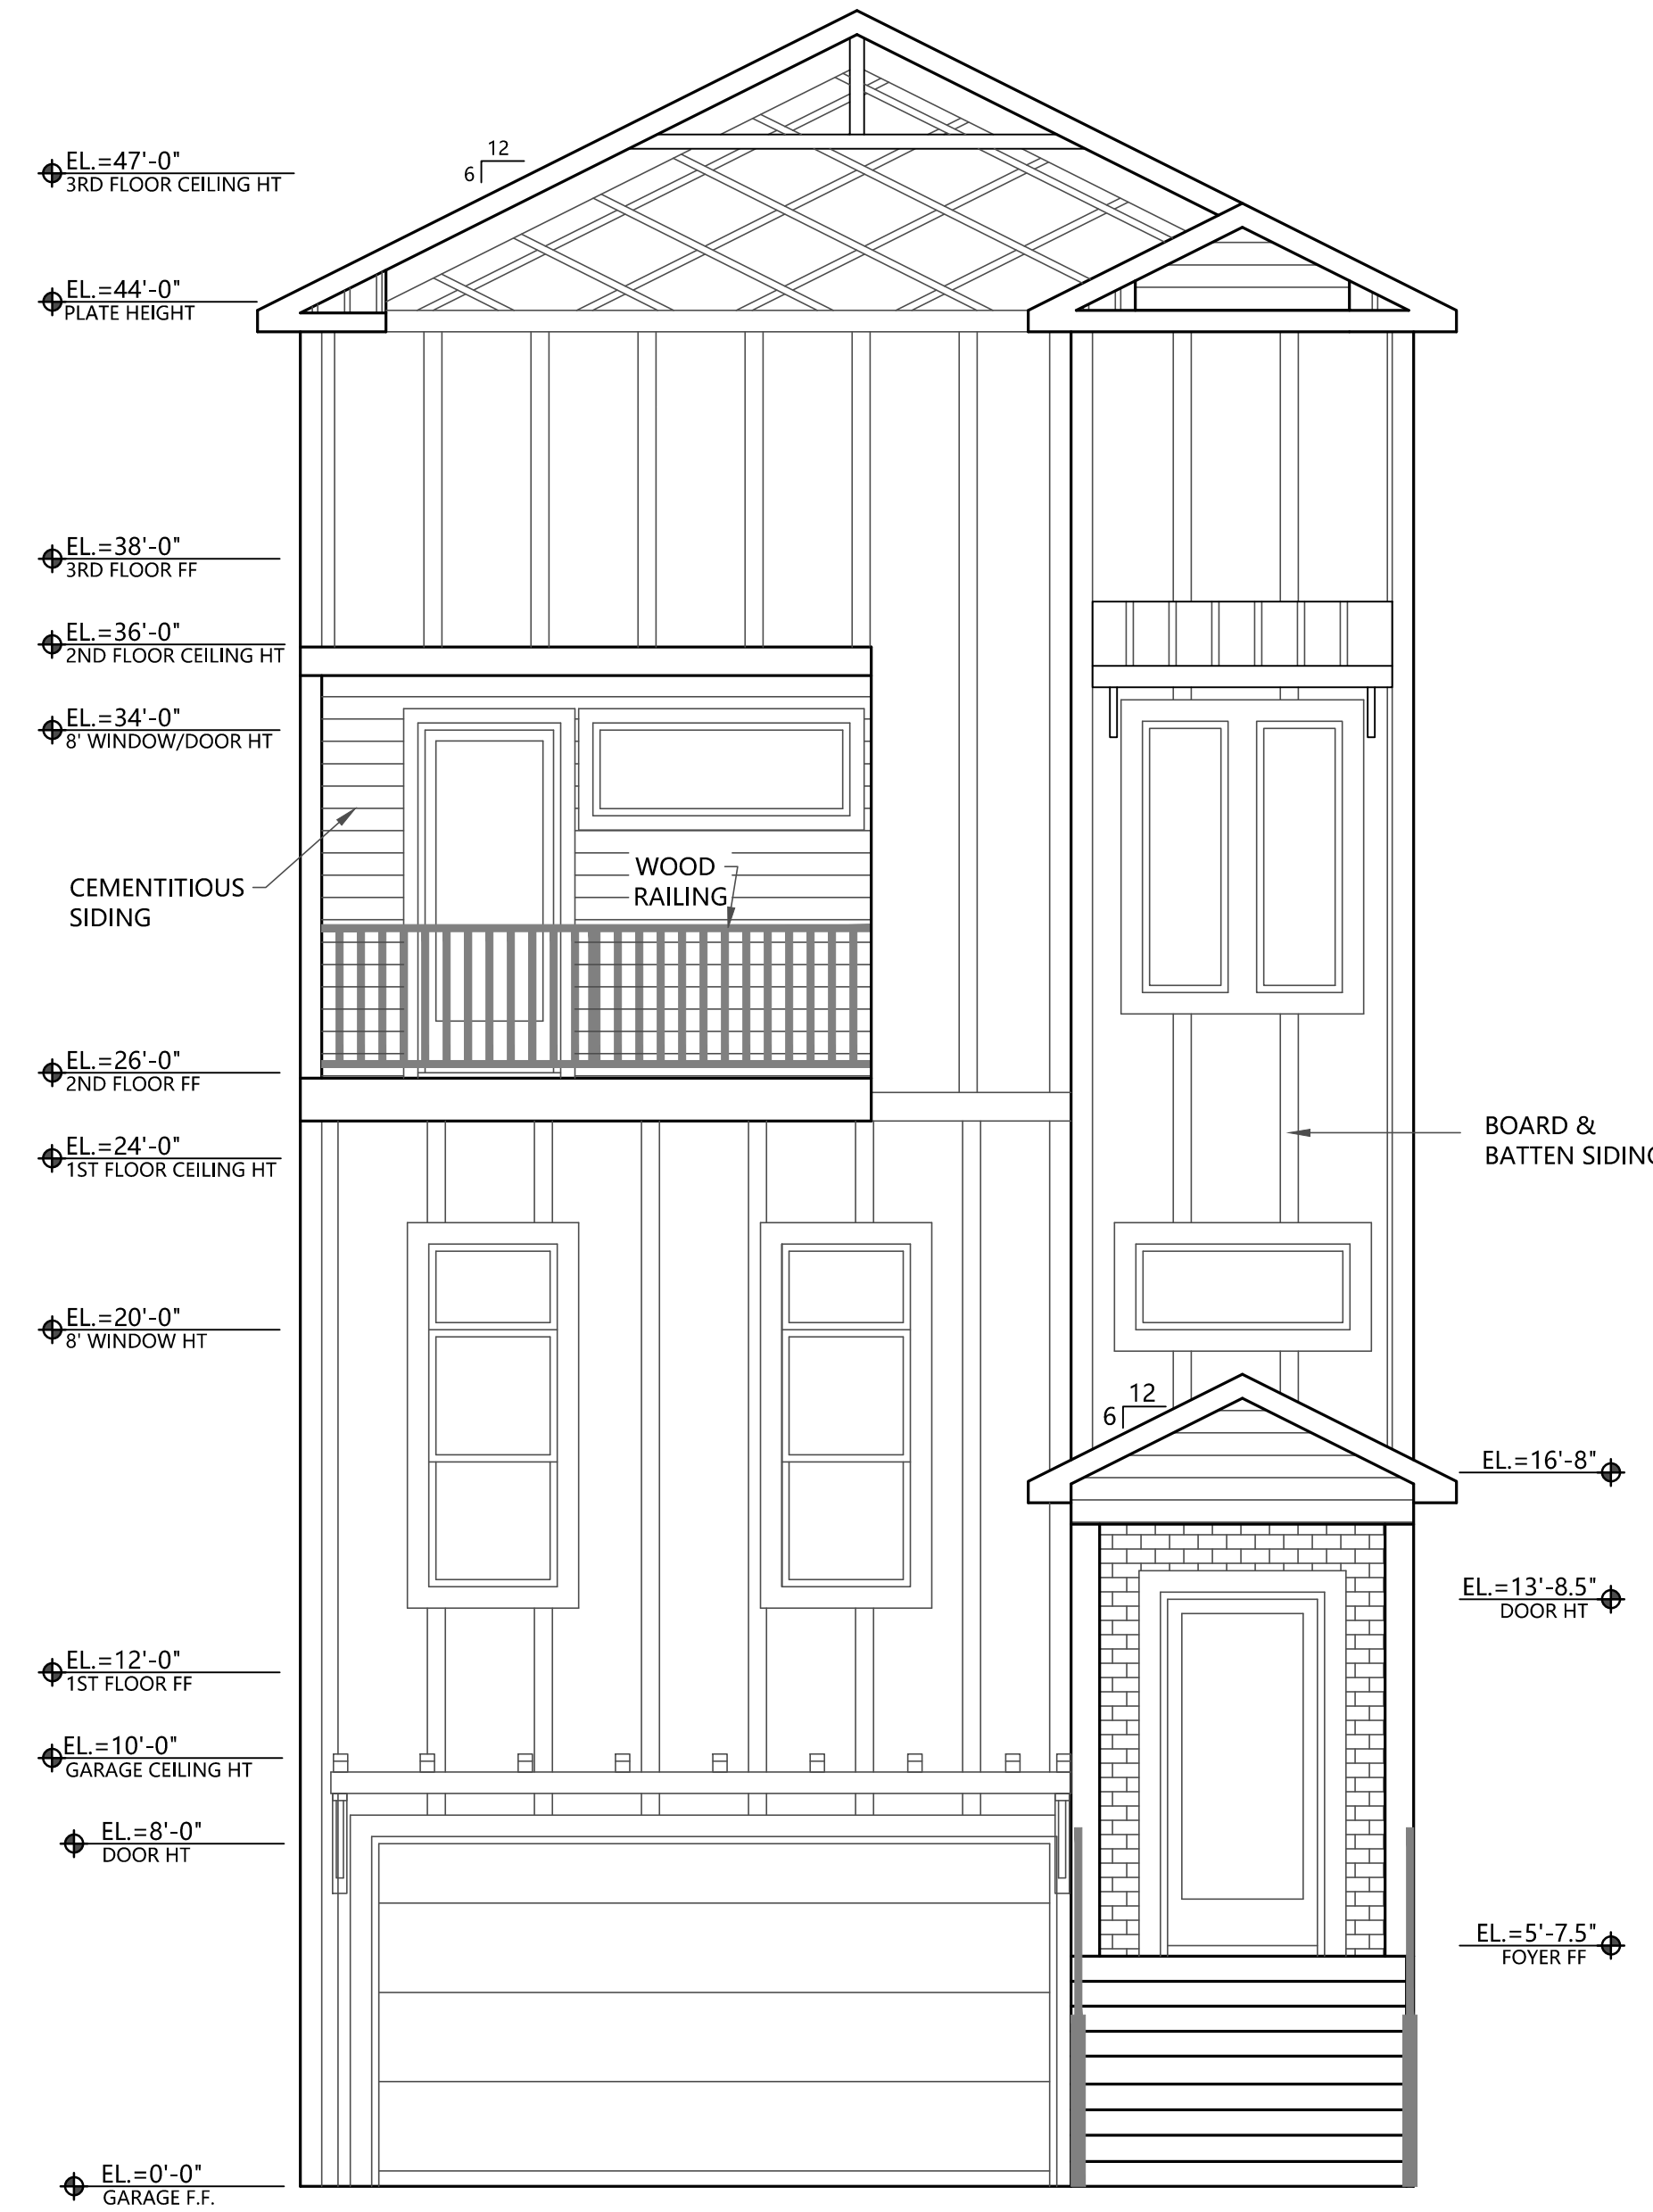 12
6
EL.=47'-0"
3RD FLOOR CEILING HT
EL.=44'-0"
PLATE HEIGHT
EL.=38'-0"
3RD FLOOR FF
EL.=36'-0"
2ND FLOOR CEILING HT
EL.=34'-0"
8' WINDOW/DOOR HT
WOOD
RAILING
CEMENTITIOUS
SIDING
EL.=26'-0"
2ND FLOOR FF
BOARD &
BATTEN SIDING
EL.=24'-0"
1ST FLOOR CEILING HT
EL.=20'-0"
8' WINDOW HT
12
6
EL.=16'-8"
EL.=13'-8.5"
DOOR HT
EL.=12'-0"
1ST FLOOR FF
EL.=10'-0"
GARAGE CEILING HT
EL.=8'-0"
DOOR HT
EL.=5'-7.5"
FOYER FF
EL.=0'-0"
GARAGE F.F.